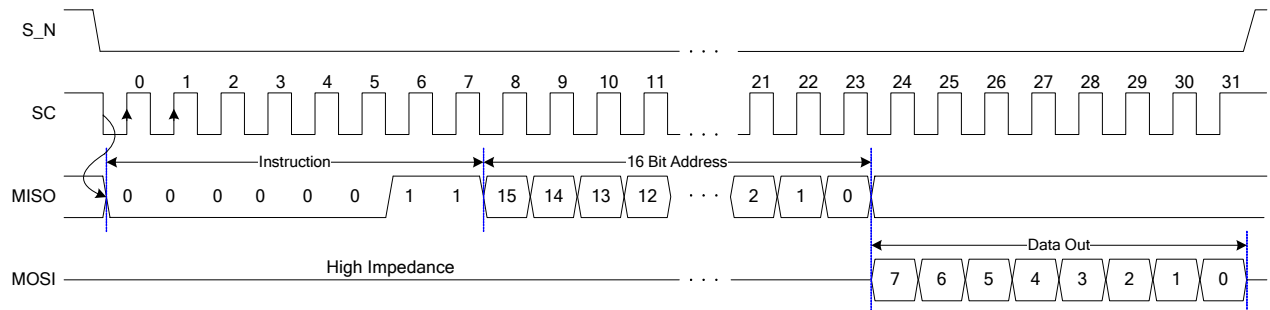 S_N
. . .
0 1 2 3 4 5 6 7 8 9 10 11 21 22 23 24 25 26 27 28 29 30 31
SC
. . .
Instruction 16 Bit Address
MISO 0 0 0 0 0 0 1 1 15 14 13 12 . . . 2 1 0
Data Out
High Impedance
MOSI . . . 7 6 5 4 3 2 1 0